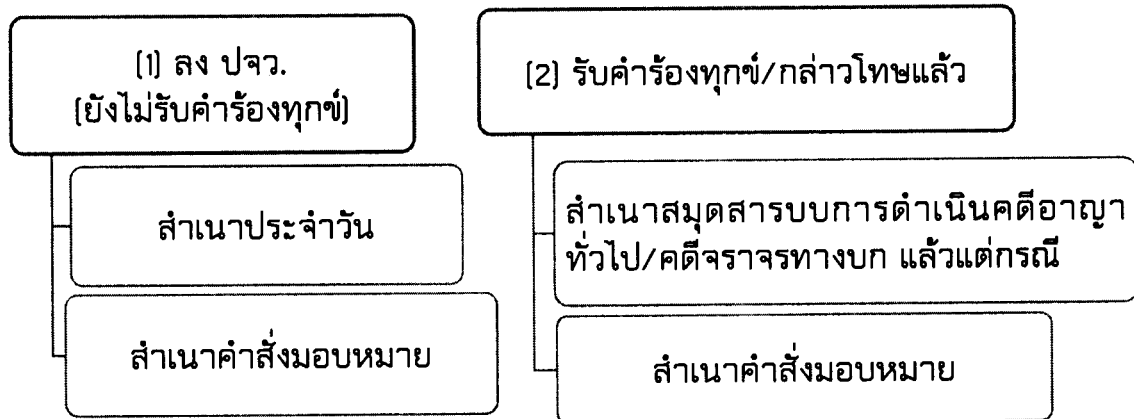 (1) ลง ปจว.
(ยังไม่รับคำร้องทุกข์)
สำเนาประจำวัน
สำเนาคำสั่งมอบหมาย
(2) รับคำร้องทุกข์/กล่าวโทษแล้ว
สำเนาสมุดสารบบการดำเนินคดีอาญา
ทั่วไป/คดีจราจรทางบก แล้วแต่กรณี
สำเนาคำสั่งมอบหมาย